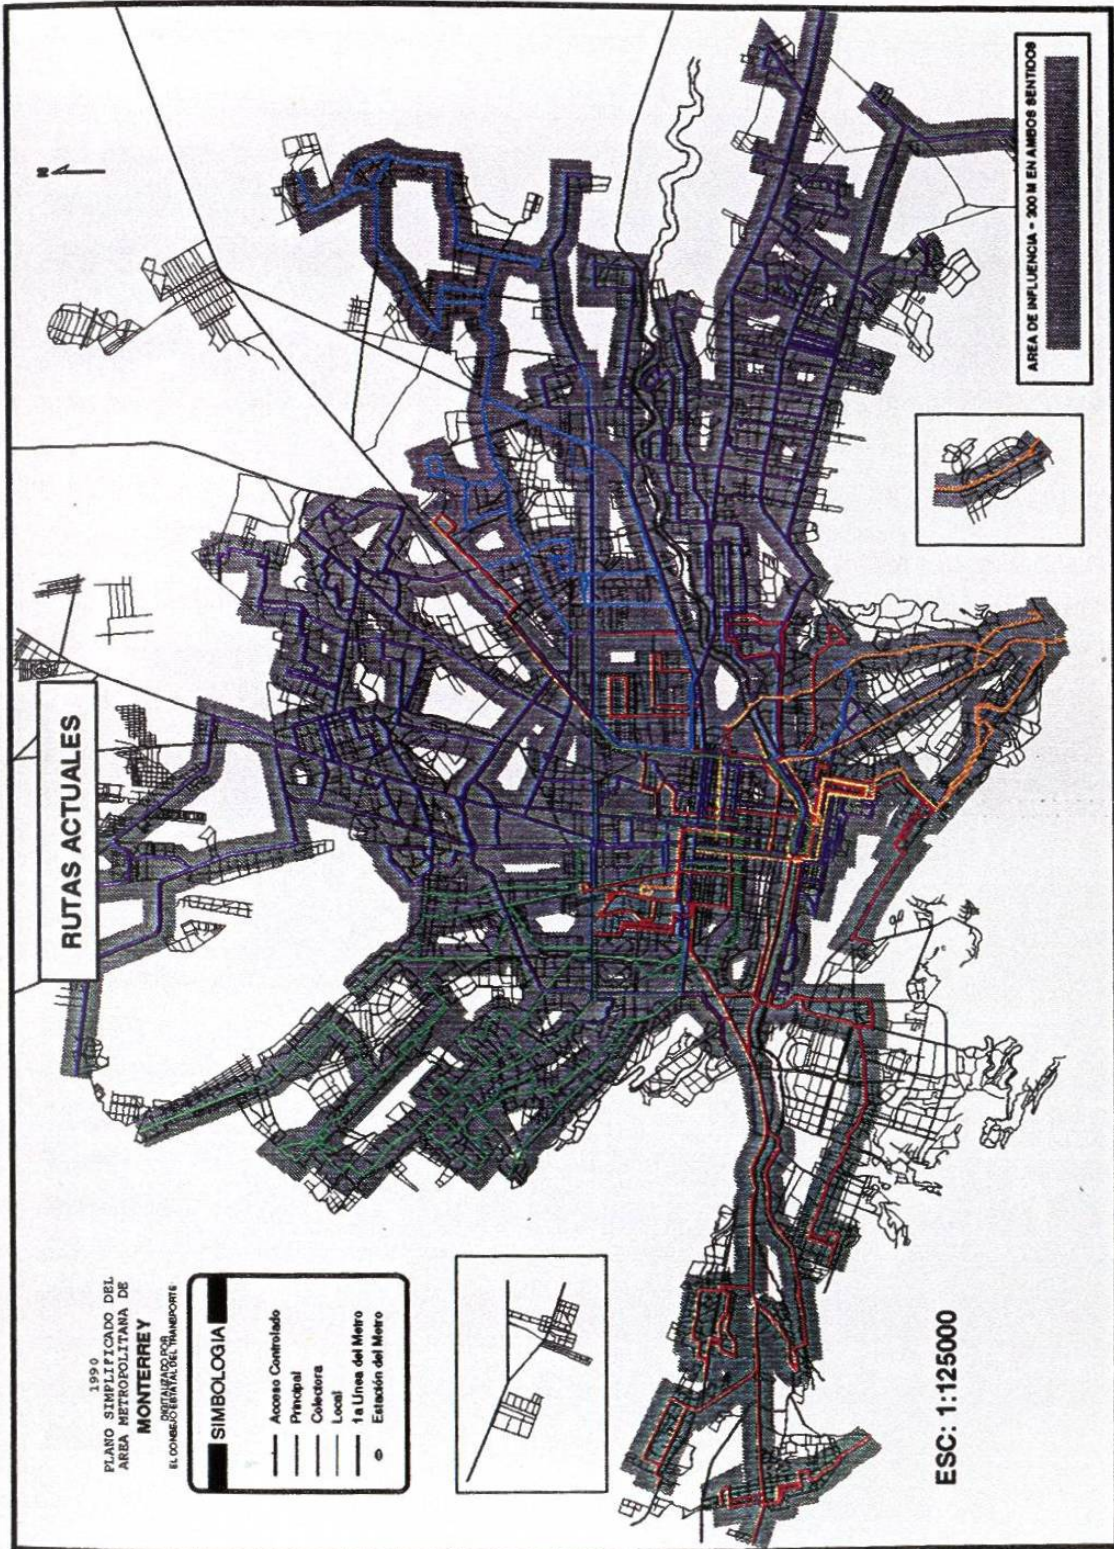 RUTAS ACTUALES
1990
PLANO SIMPLIFICADO DEL
AREA METROPOLITANA DE
MONTERREY
DIGITALIZADO POR
EL CONSEJO ESTATAL DEL TRANSPORTE
SIMBOLOGIA
Acceso Controlado
Principal
Colectora
Local
1a Línea del Metro
Estación del Metro
ESC: 1:125000
AREA DE INFLUENCIA = 300 M EN AMBOS SENTIDOS
N